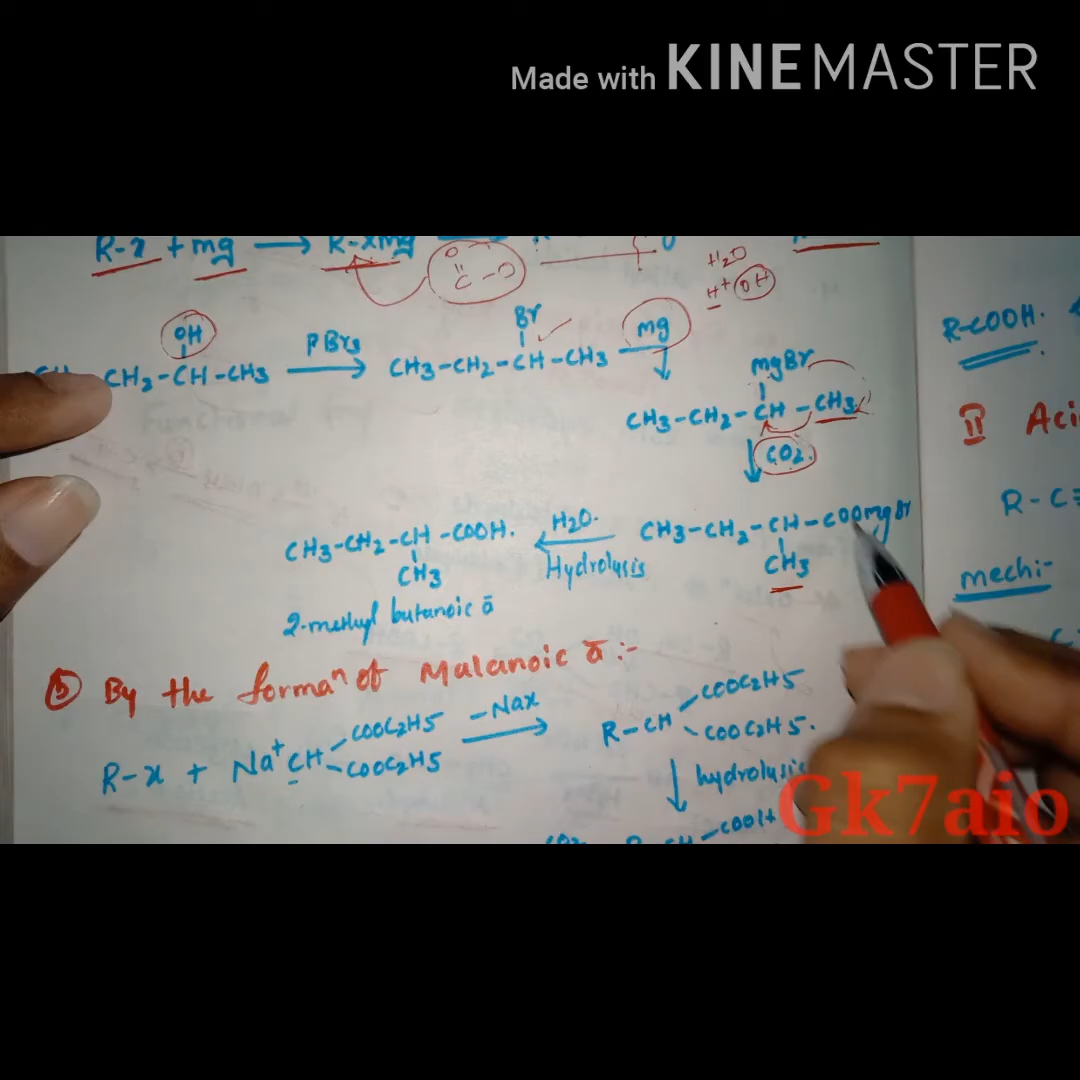 Made with KINEMASTER
R-x + mg → R-xmg
O
||
C-O
H2O
H+ OH
OH
CH2-CH-CH3 PBr3 → CH3-CH2-CH-CH3
Br
mg
mgBr
CH3-CH2-CH-CH3
CO2.
CH3-CH2-CH-COOmgBr
CH3
H2O.
Hydrolysis
CH3-CH2-CH-COOH.
CH3
2-methyl butanoic ā
⑤ By the formaⁿ of Malanoic ā :-
R-x + Na+CH
COOC2H5
COOC2H5
-Nax →
R-CH
COOC2H5
COOC2H5.
↓ hydrolysis
COOH
R-COOH.
II Aci
R-C
mechi-
Gk7aio